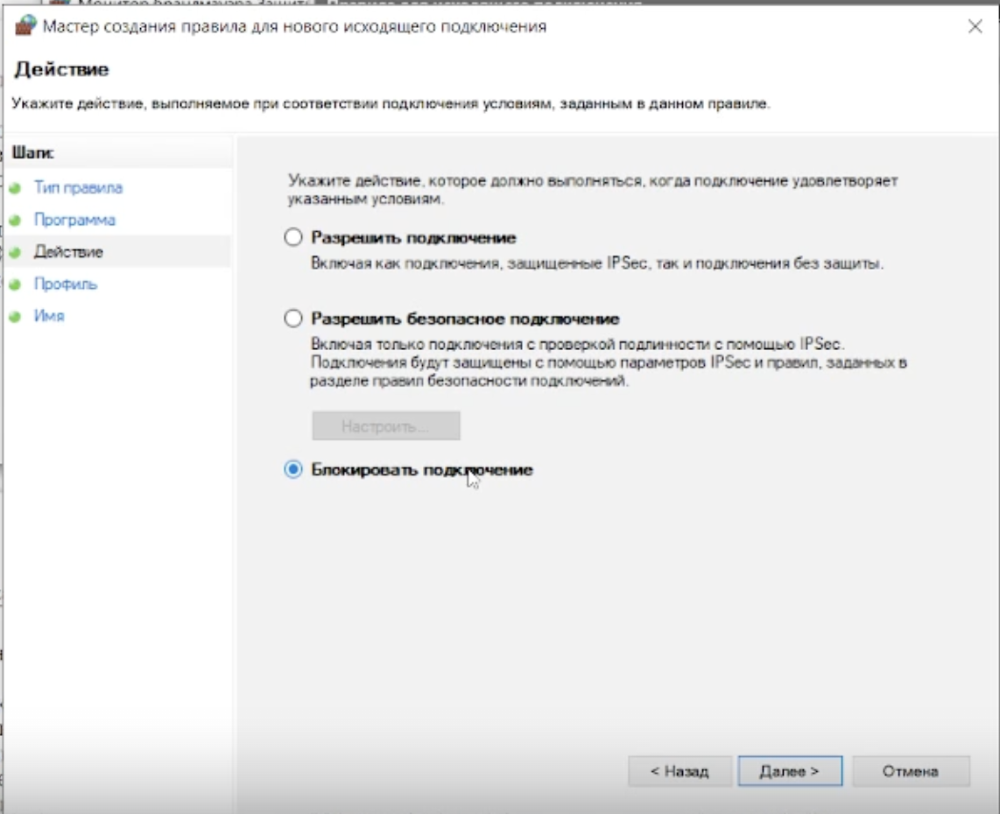 Мастер создания правила для нового исходящего подключения
Действие
Укажите действие, выполняемое при соответствии подключения условиям, заданным в данном правиле.
Шаги:
Тип правила
Программа
Действие
Профиль
Имя
Укажите действие, которое должно выполняться, когда подключение удовлетворяет
указанным условиям.
Разрешить подключение
Включая как подключения, защищенные IPSec, так и подключения без защиты.
Разрешить безопасное подключение
Включая только подключения с проверкой подлинности с помощью IPSec.
Подключения будут защищены с помощью параметров IPSec и правил, заданных в
разделе правил безопасности подключений.
Настроить...
Блокировать подключение
< Назад
Далее >
Отмена